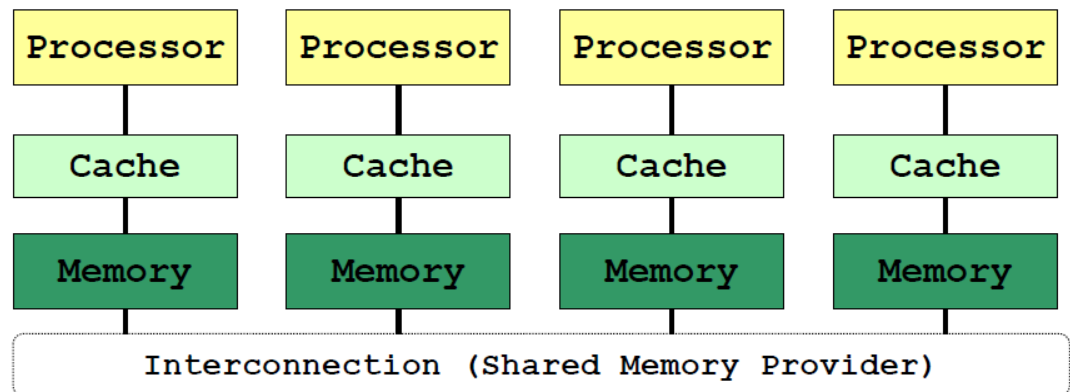 Processor Processor Processor Processor
Cache Cache Cache Cache
Memory Memory Memory Memory
Interconnection (Shared Memory Provider)